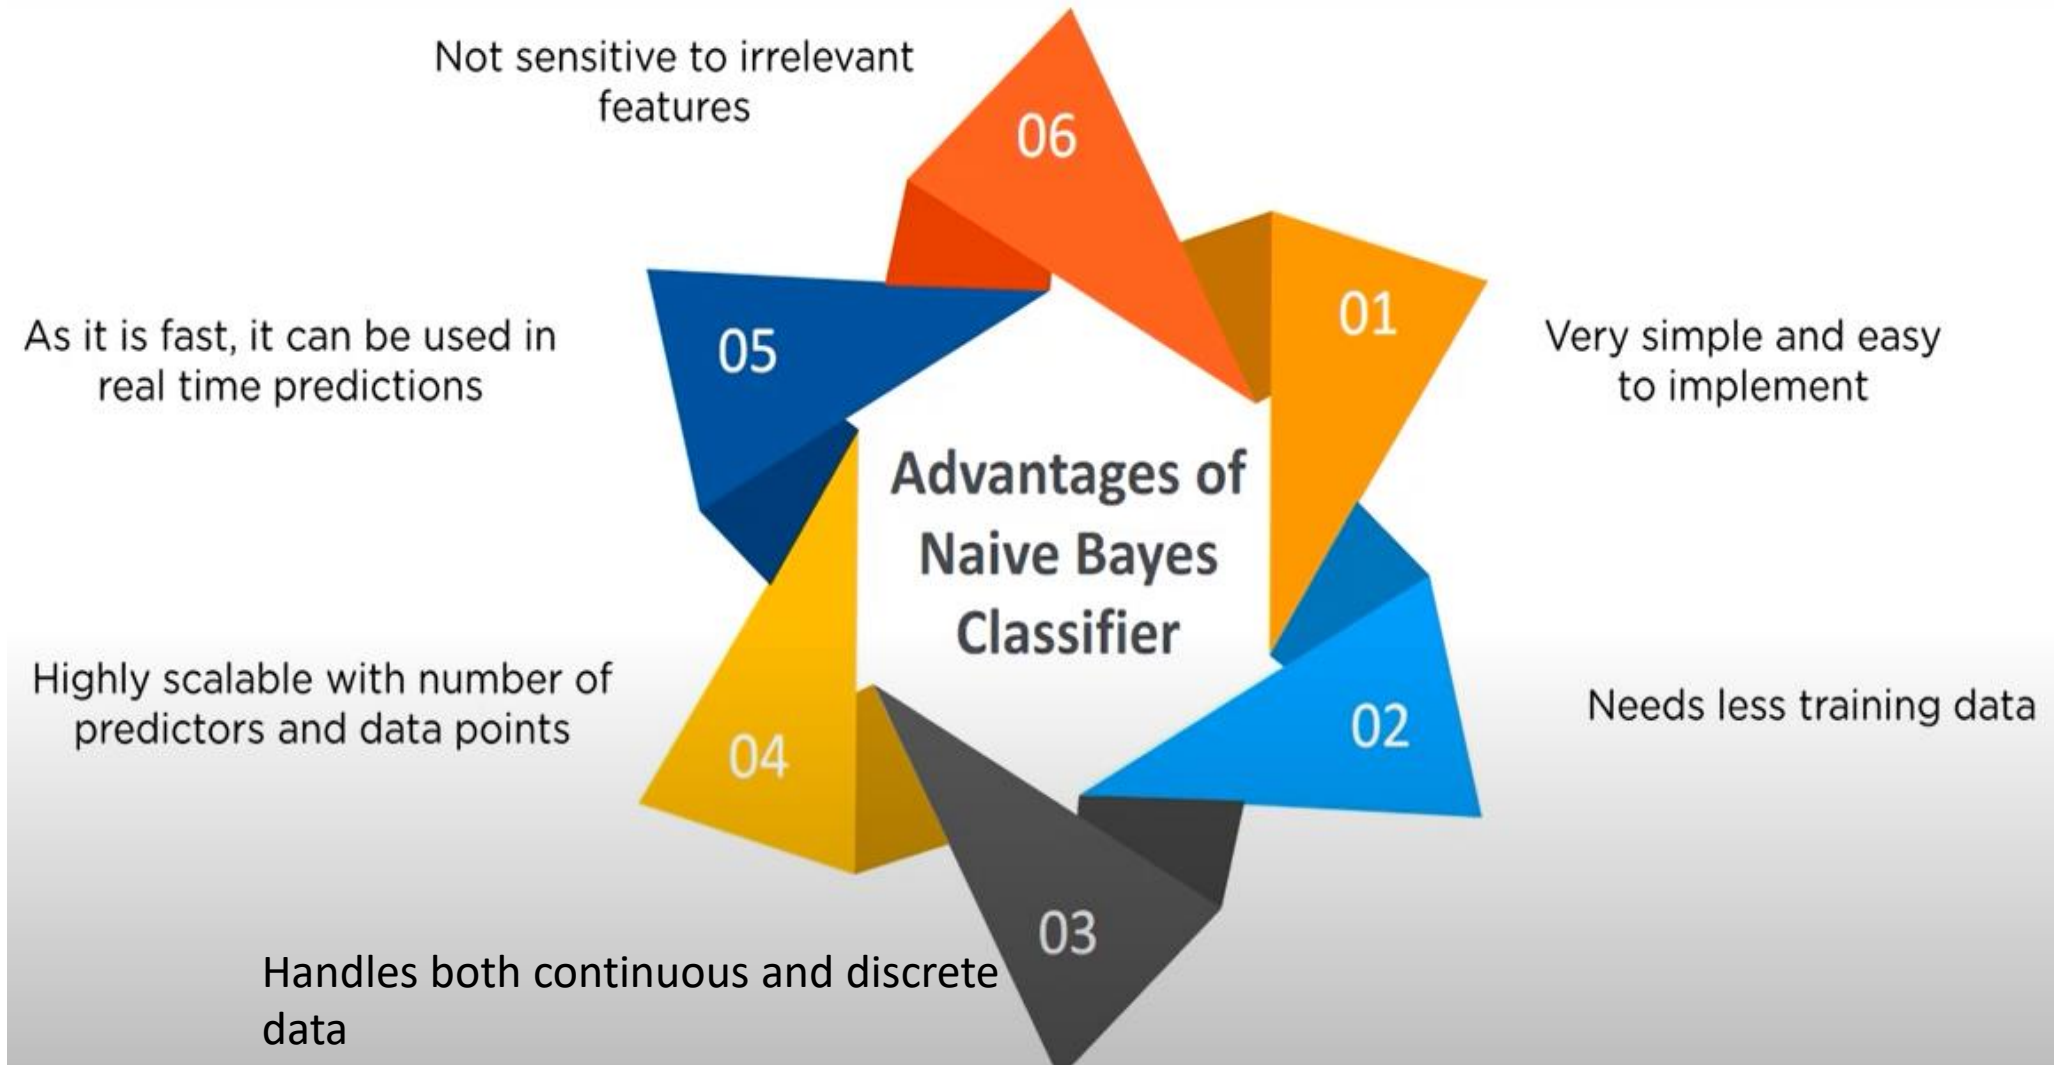 Advantages of
Naive Bayes
Classifier
01
Very simple and easy
to implement
02
Needs less training data
03
Handles both continuous and discrete
data
04
Highly scalable with number of
predictors and data points
05
As it is fast, it can be used in
real time predictions
06
Not sensitive to irrelevant
features